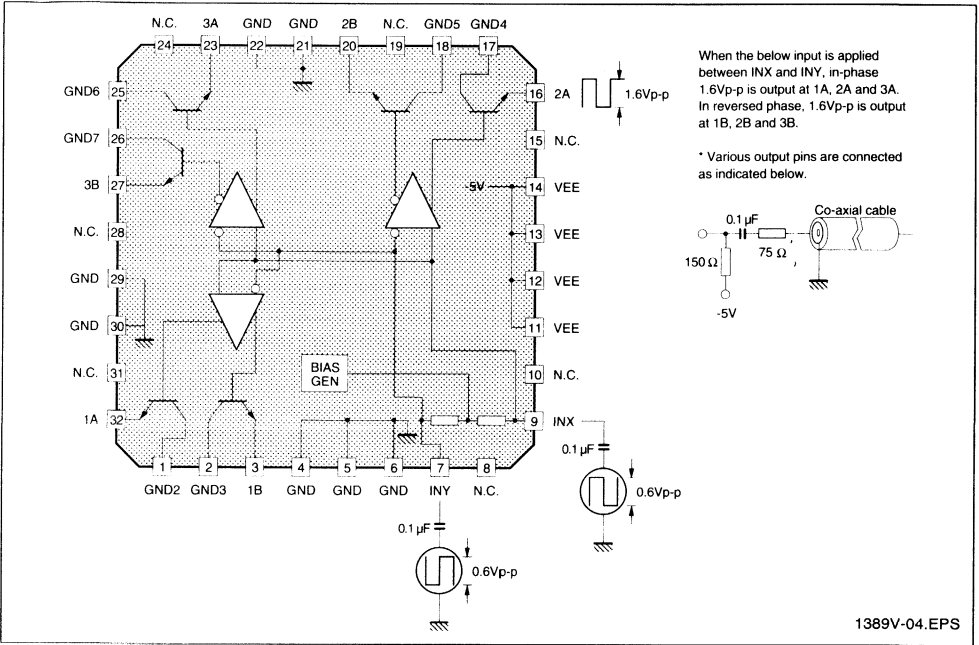 N.C. 3A GND GND 2B N.C. GND5 GND4
24 23 22 21 20 19 18 17
GND6 25
GND7 26
3B 27
N.C. 28
GND 29
GND 30
N.C. 31
1A 32
16 2A
1.6Vp-p
15 N.C.
-5V
14 VEE
13 VEE
12 VEE
11 VEE
10 N.C.
9 INX
BIAS
GEN
1 2 3 4 5 6 7 8
GND2 GND3 1B GND GND GND INY N.C.
0.1 µF
0.6Vp-p
0.1 µF
0.6Vp-p
When the below input is applied
between INX and INY, in-phase
1.6Vp-p is output at 1A, 2A and 3A.
In reversed phase, 1.6Vp-p is output
at 1B, 2B and 3B.
* Various output pins are connected
as indicated below.
Co-axial cable
0.1 µF
75 Ω
150 Ω
-5V
1389V-04.EPS